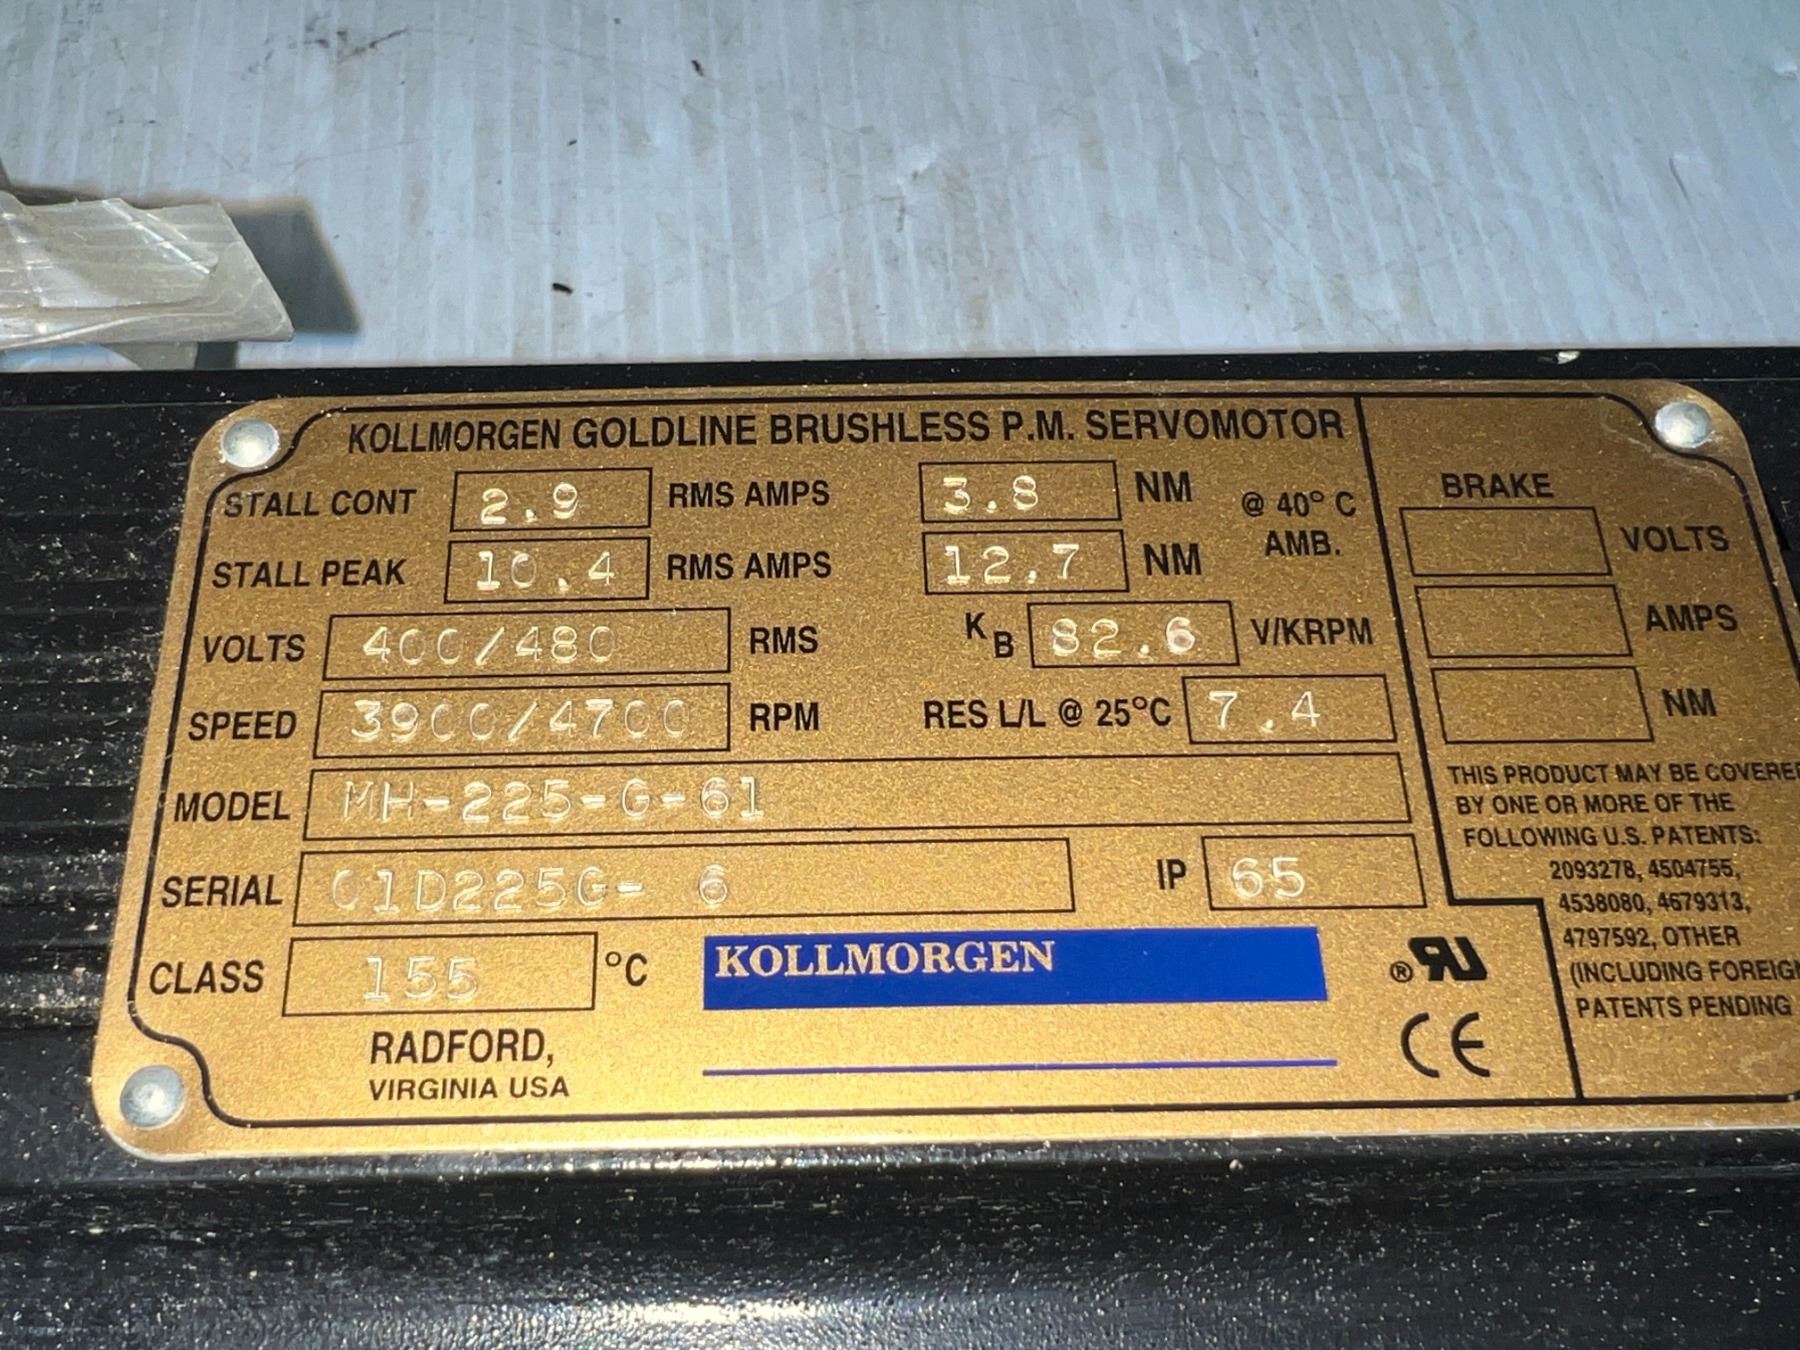 KOLLMORGEN GOLDLINE BRUSHLESS P.M. SERVOMOTOR
STALL CONT 2.9 RMS AMPS 3.8 NM @ 40° C AMB.
STALL PEAK 10.4 RMS AMPS 12.7 NM
VOLTS 400/480 RMS KB 82.6 V/KRPM
SPEED 3900/4700 RPM RES L/L @ 25°C 7.4
MODEL MH-225-G-61
SERIAL 01D225G- 6 IP 65
CLASS 155 °C
KOLLMORGEN
RADFORD,
VIRGINIA USA
® RU
CE
BRAKE
VOLTS
AMPS
NM
THIS PRODUCT MAY BE COVERED
BY ONE OR MORE OF THE
FOLLOWING U.S. PATENTS:
2093278, 4504755,
4538080, 4679313,
4797592, OTHER
(INCLUDING FOREIGN
PATENTS PENDING